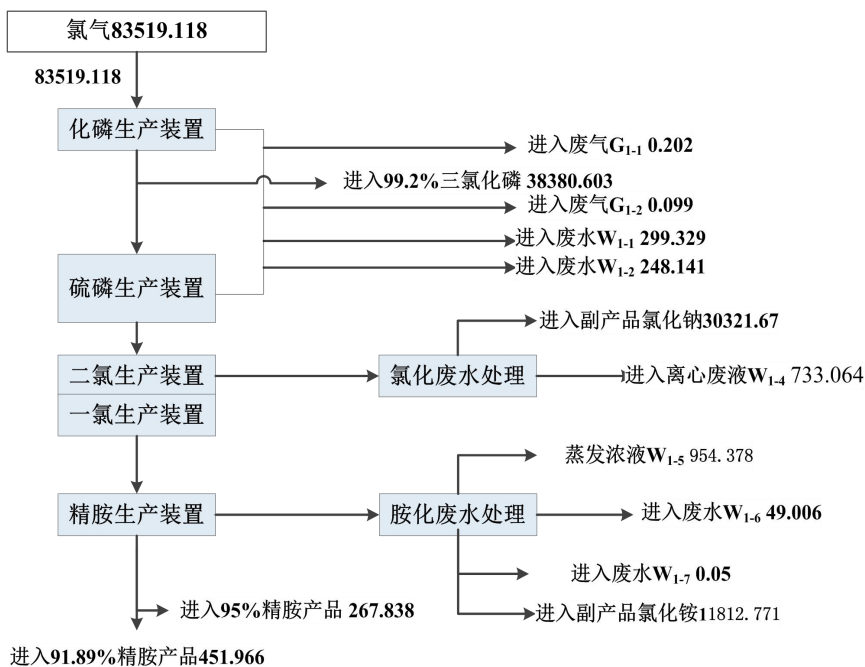 氯气83519.118
83519.118
化磷生产装置
进入废气G1-1 0.202
进入99.2%三氯化磷 38380.603
进入废气G1-2 0.099
进入废水W1-1 299.329
进入废水W1-2 248.141
硫磷生产装置
进入副产品氯化钠30321.67
二氯生产装置
氯化废水处理
进入离心废液W1-4 733.064
一氯生产装置
蒸发浓液W1-5 954.378
精胺生产装置
胺化废水处理
进入废水W1-6 49.006
进入废水W1-7 0.05
进入95%精胺产品 267.838
进入副产品氯化铵11812.771
进入91.89%精胺产品451.966